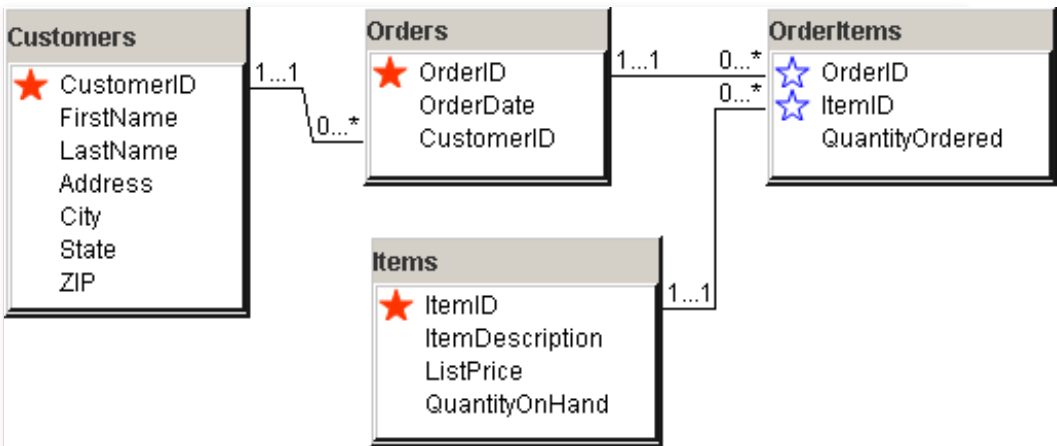 Customers
CustomerID
FirstName
LastName
Address
City
State
ZIP
1...1
0...*
Orders
OrderID
OrderDate
CustomerID
1...1
0...*
0...*
OrderItems
OrderID
ItemID
QuantityOrdered
Items
ItemID
ItemDescription
ListPrice
QuantityOnHand
1...1